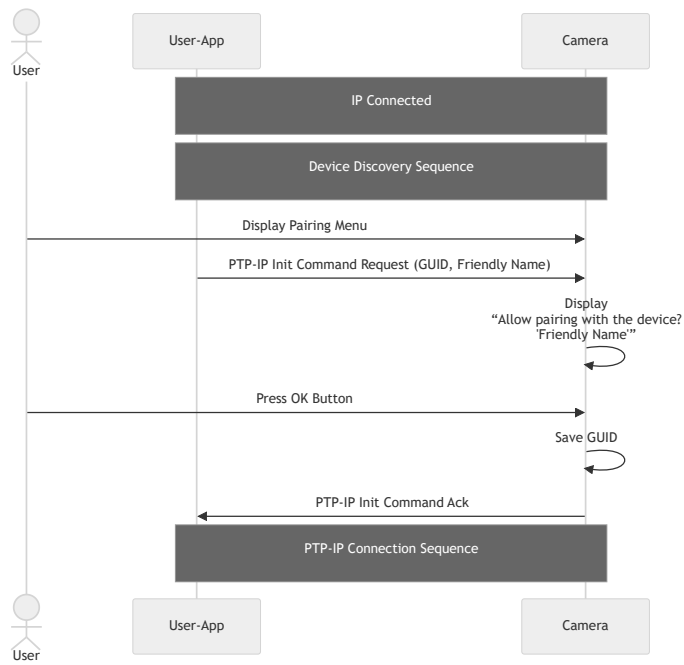 User-App
Camera
User
IP Connected
Device Discovery Sequence
Display Pairing Menu
PTP-IP Init Command Request (GUID, Friendly Name)
Display
“Allow pairing with the device?
'Friendly Name'”
Press OK Button
Save GUID
PTP-IP Init Command Ack
PTP-IP Connection Sequence
User-App
Camera
User